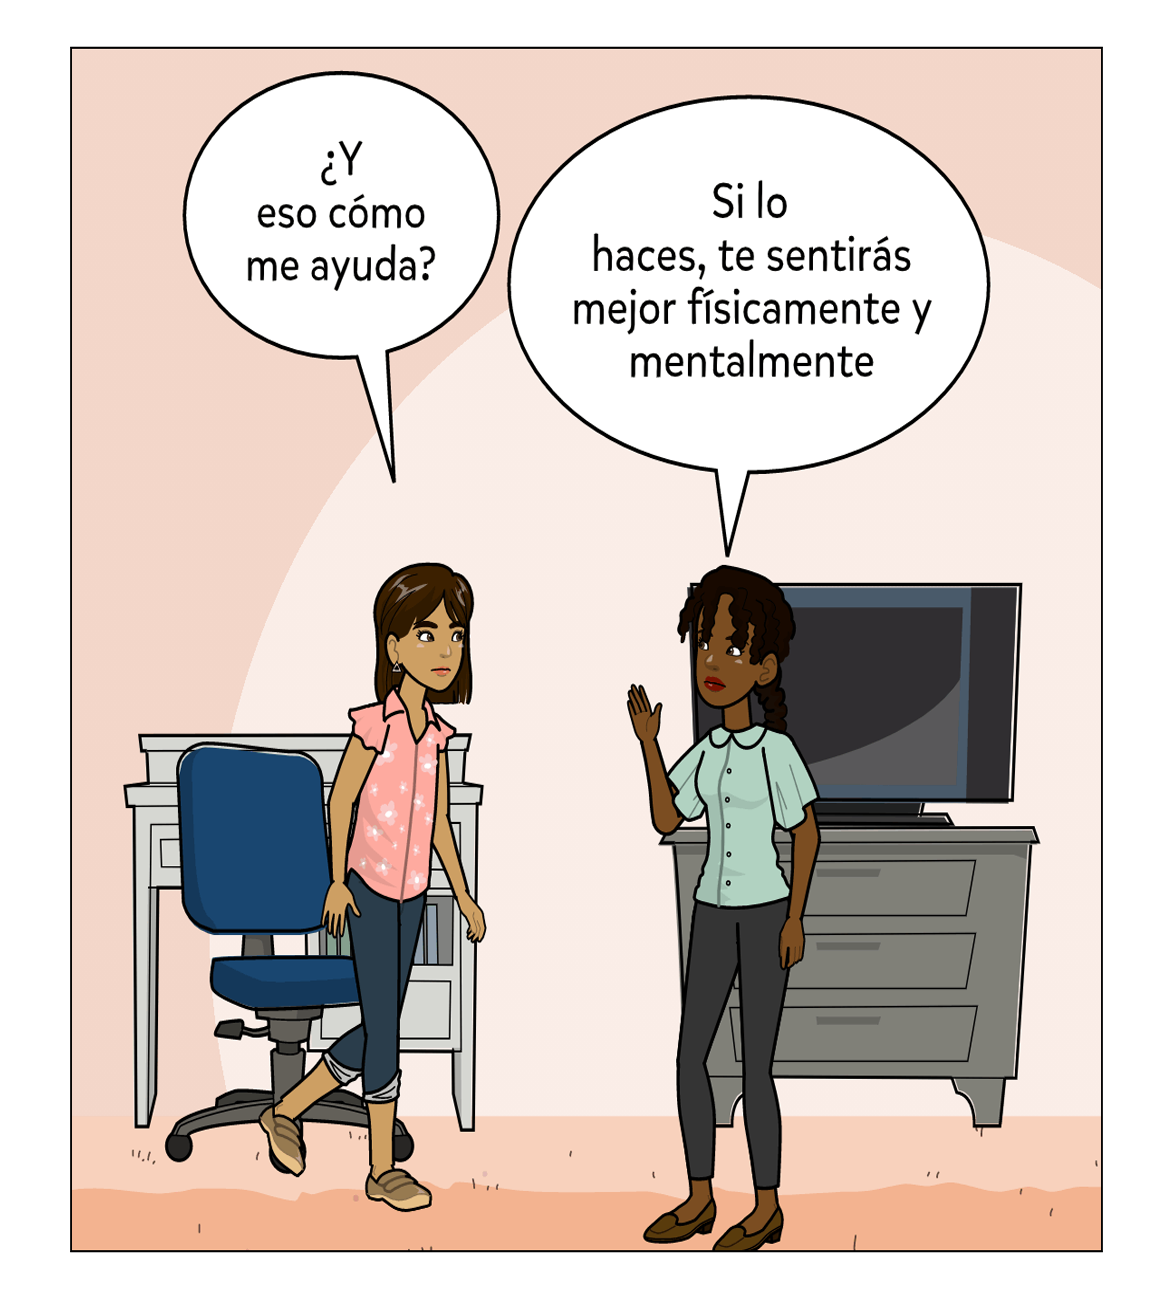 ¿Y
eso cómo
me ayuda?
Si lo
haces, te sentirás
mejor físicamente y
mentalmente